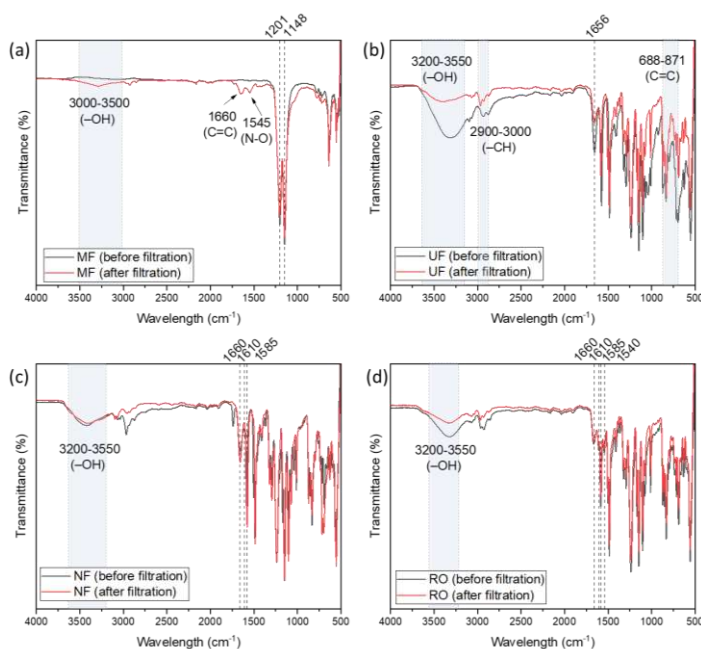 (a)
1201
1148
3000-3500
(–OH)
1660
(C=C)
1545
(N-O)
Transmittance (%)
MF (before filtration)
MF (after filtration)
4000 3500 3000 2500 2000 1500 1000 500
Wavelength (cm-1)
(b)
1656
3200-3550
(–OH)
2900-3000
(–CH)
688-871
(C=C)
Transmittance (%)
UF (before filtration)
UF (after filtration)
4000 3500 3000 2500 2000 1500 1000 500
Wavelength (cm-1)
(c)
1660
1610
1585
3200-3550
(–OH)
Transmittance (%)
NF (before filtration)
NF (after filtration)
4000 3500 3000 2500 2000 1500 1000 500
Wavelength (cm-1)
(d)
1660
1610
1585
1540
3200-3550
(–OH)
Transmittance (%)
RO (before filtration)
RO (after filtration)
4000 3500 3000 2500 2000 1500 1000 500
Wavelength (cm-1)